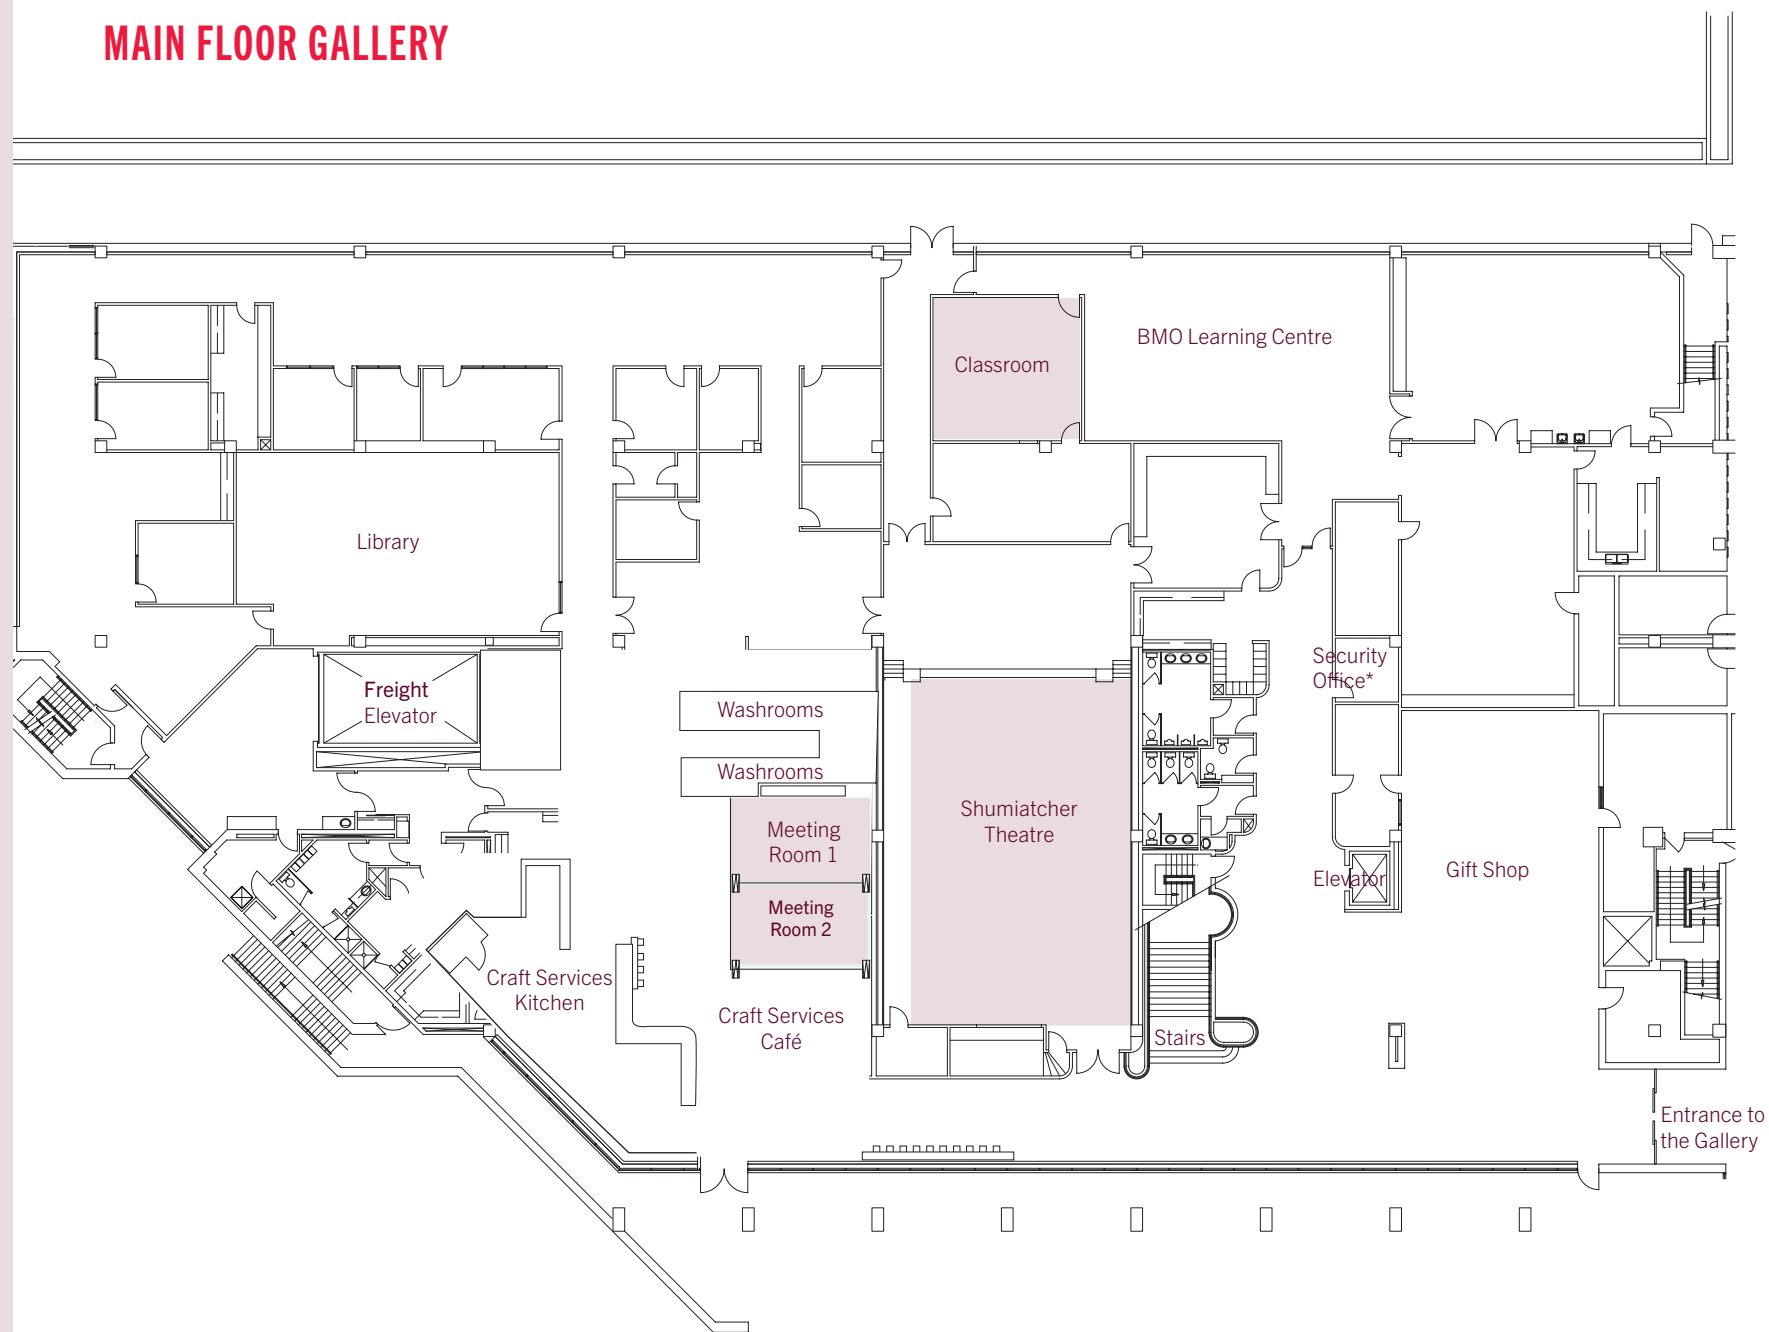 MAIN FLOOR GALLERY
BMO Learning Centre
Classroom
Library
Security
Office*
Freight
Elevator
Washrooms
Washrooms
Shumiatcher
Theatre
Meeting
Room 1
Elevator
Gift Shop
Meeting
Room 2
Craft Services
Kitchen
Craft Services
Café
Stairs
Entrance to
the Gallery